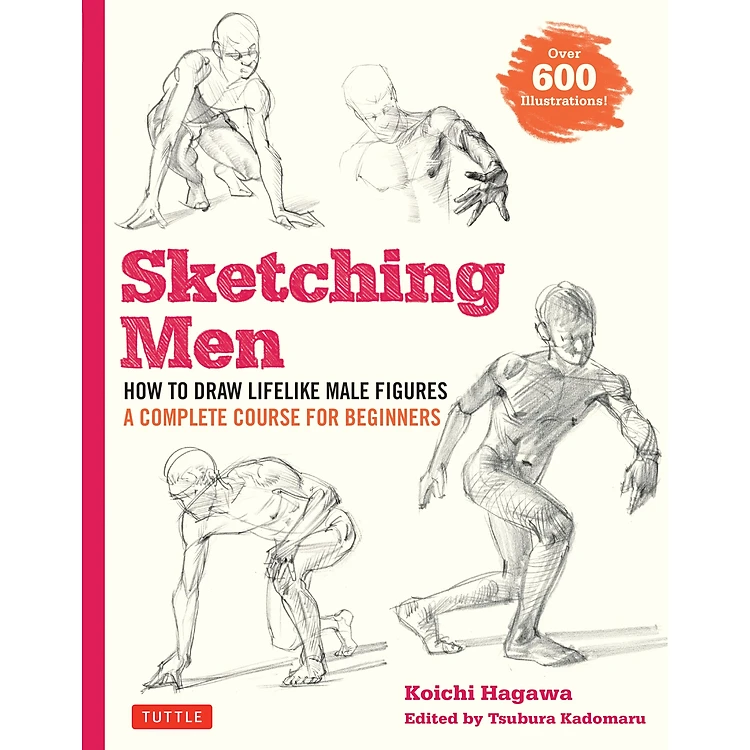 Over
600
Illustrations!
Sketching
Men
HOW TO DRAW LIFELIKE MALE FIGURES
A COMPLETE COURSE FOR BEGINNERS
Koichi Hagawa
Edited by Tsubura Kadomaru
TUTTLE